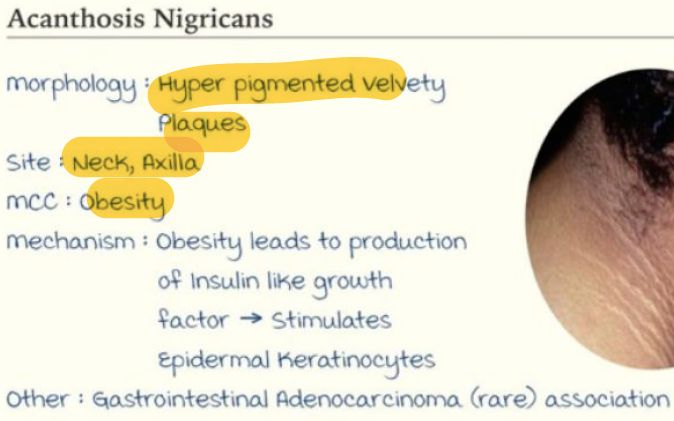 Acanthosis Nigricans
morphology : Hyper pigmented Velvety
Plaques
Site : Neck, Axilla
mCC : Obesity
mechanism : Obesity leads to production
of Insulin like growth
factor → Stimulates
Epidermal Keratinocytes
Other : Gastrointestinal Adenocarcinoma (rare) association